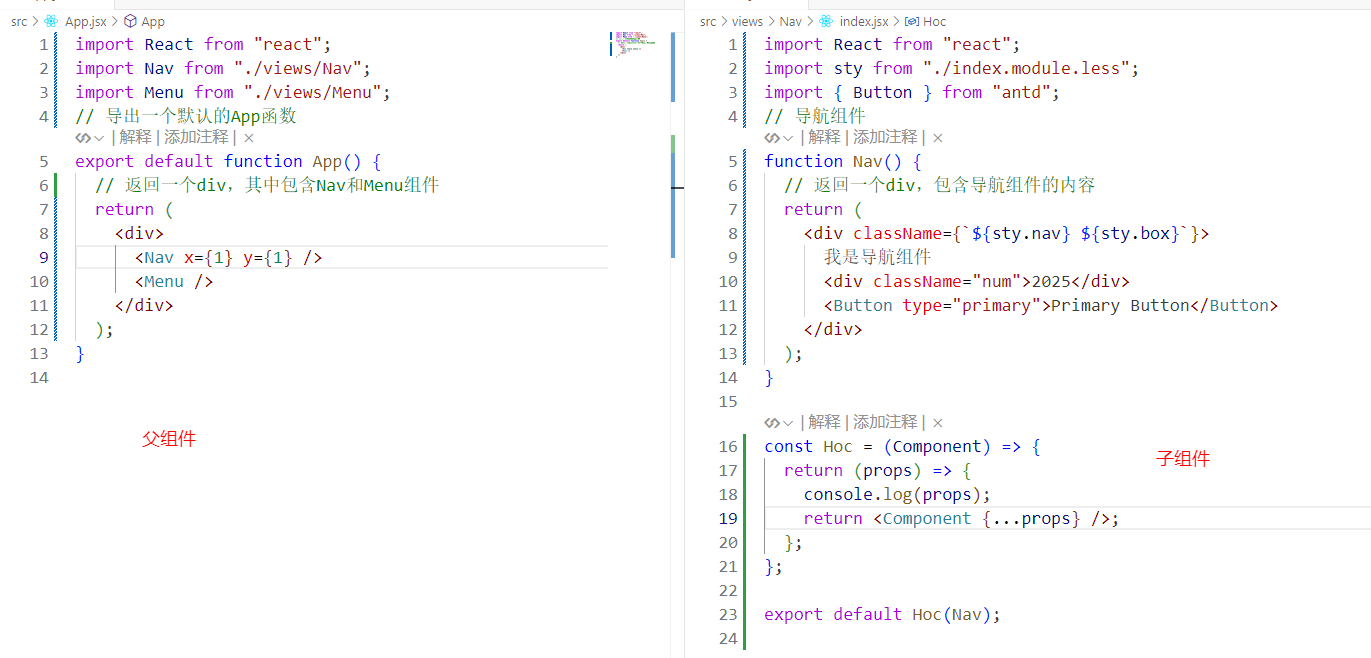 src > App.jsx > App
1 import React from "react";
2 import Nav from "./views/Nav";
3 import Menu from "./views/Menu";
4 // 导出一个默认的App函数
| 解释 | 添加注释 | ×
5 export default function App() {
6 // 返回一个div，其中包含Nav和Menu组件
7 return (
8 <div>
9 <Nav x={1} y={1} />
10 <Menu />
11 </div>
12 );
13 }
14
父组件
src > views > Nav > index.jsx > Hoc
1 import React from "react";
2 import sty from "./index.module.less";
3 import { Button } from "antd";
4 // 导航组件
| 解释 | 添加注释 | ×
5 function Nav() {
6 // 返回一个div，包含导航组件的内容
7 return (
8 <div className={`${sty.nav} ${sty.box}`}>
9 我是导航组件
10 <div className="num">2025</div>
11 <Button type="primary">Primary Button</Button>
12 </div>
13 );
14 }
15
| 解释 | 添加注释 | ×
16 const Hoc = (Component) => {
17 return (props) => {
18 console.log(props);
19 return <Component {...props} />;
20 };
21 };
22
23 export default Hoc(Nav);
24
子组件